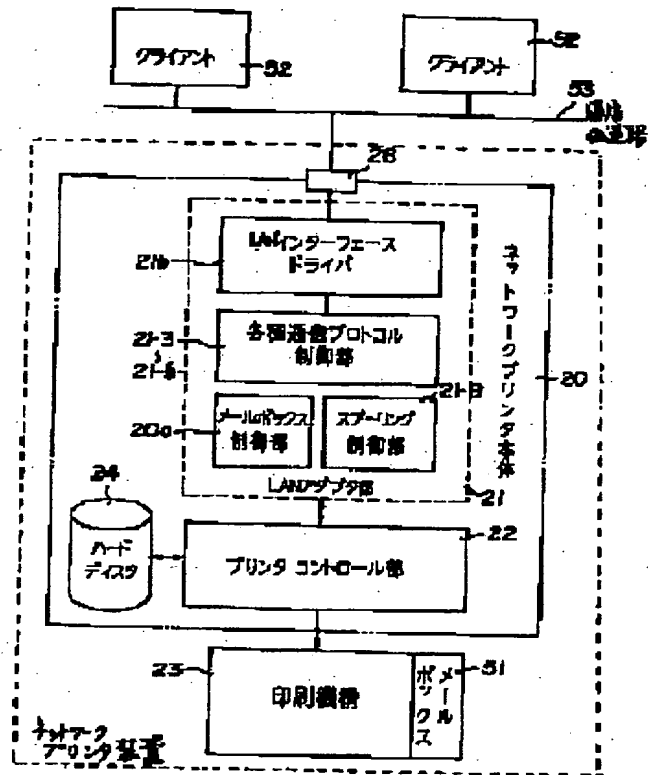 クライアント
52
クライアント
52
53
26
LANインターフェース
ドライバ
21b
各種通信プロトコル
制御部
21-3
21-6
メールボックス
制御部
20a
スプーリング
制御部
LANアダプタ部
21
ネットワークプリンタ本体
20
24
ハード
ディスク
プリンタ コントロール部
22
23
印刷機構
メール
ボックス
51
ネットワーク
プリンタ装置